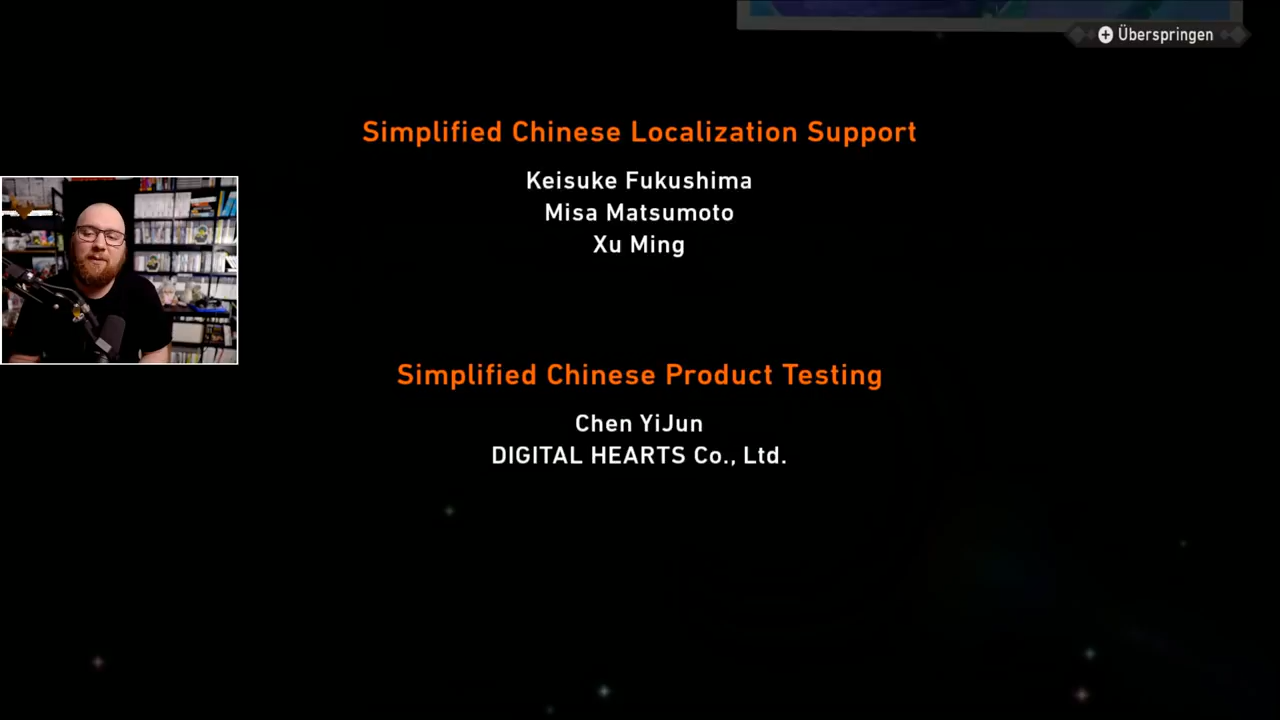 Überspringen
Simplified Chinese Localization Support
Keisuke Fukushima
Misa Matsumoto
Xu Ming
Simplified Chinese Product Testing
Chen YiJun
DIGITAL HEARTS Co., Ltd.